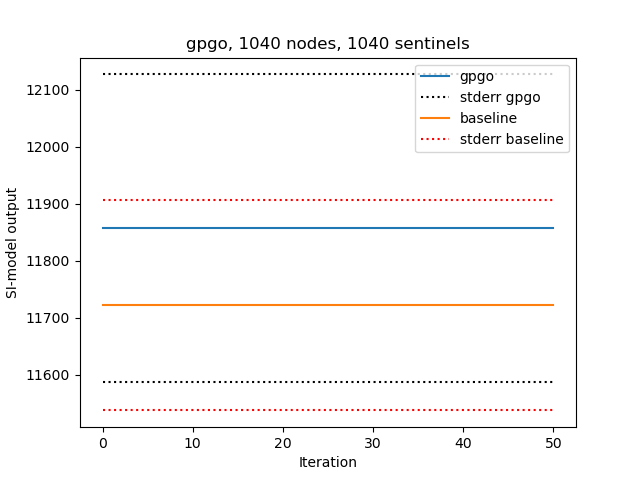 gpgo, 1040 nodes, 1040 sentinels
12100
12000
11900
11800
11700
11600
SI-model output
gpgo
stderr gpgo
baseline
stderr baseline
0
10
20
30
40
50
Iteration